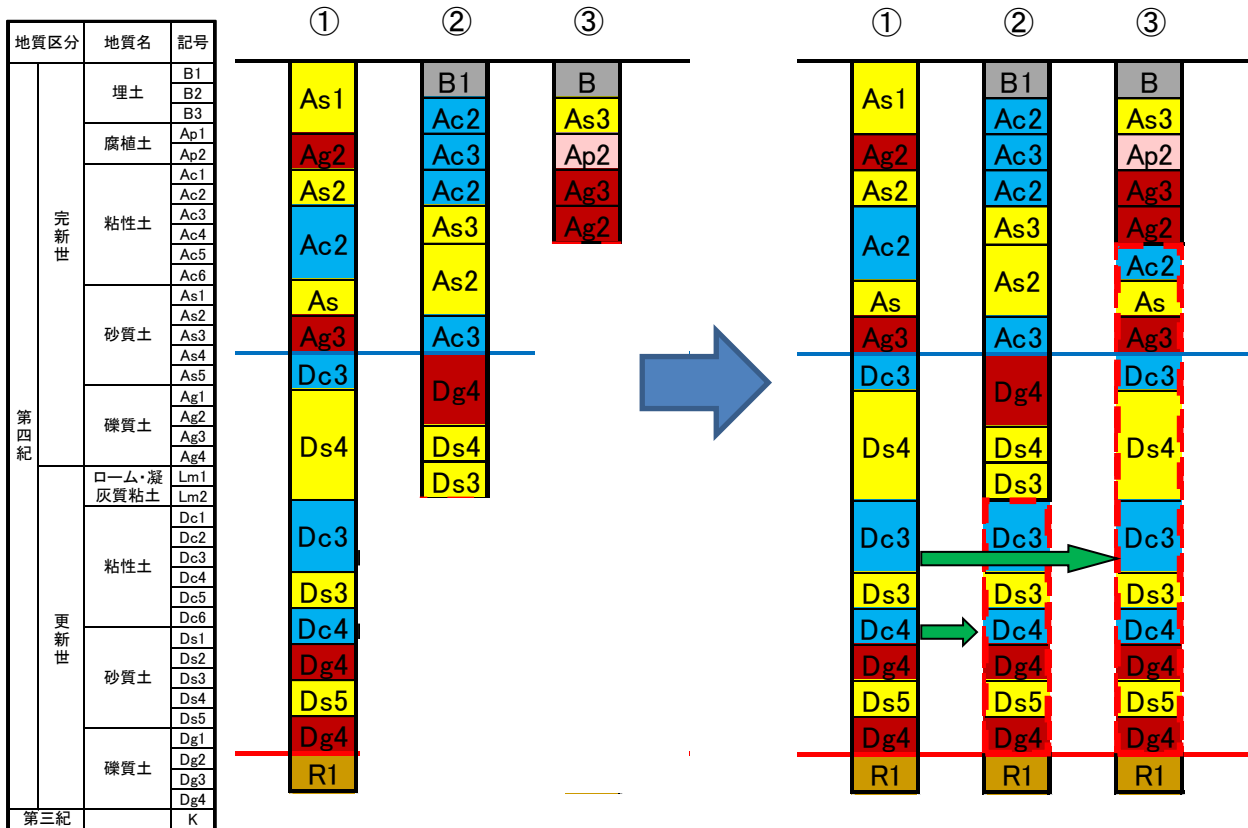 地質区分 地質名 記号
第四紀
完新世
埋土
B1
B2
B3
腐植土
Ap1
Ap2
粘性土
Ac1
Ac2
Ac3
Ac4
Ac5
Ac6
砂質土
As1
As2
As3
As4
As5
礫質土
Ag1
Ag2
Ag3
Ag4
更新世
ローム・凝
灰質粘土
Lm1
Lm2
粘性土
Dc1
Dc2
Dc3
Dc4
Dc5
Dc6
砂質土
Ds1
Ds2
Ds3
Ds4
Ds5
礫質土
Dg1
Dg2
Dg3
Dg4
第三紀
K
①
As1
Ag2
As2
Ac2
As
Ag3
Dc3
Ds4
Dc3
Ds3
Dc4
Dg4
Ds5
Dg4
R1
②
B1
Ac2
Ac3
Ac2
As3
As2
Ac3
Dg4
Ds4
Ds3
③
B
As3
Ap2
Ag3
Ag2
①
As1
Ag2
As2
Ac2
As
Ag3
Dc3
Ds4
Dc3
Ds3
Dc4
Dg4
Ds5
Dg4
R1
②
B1
Ac2
Ac3
Ac2
As3
As2
Ac3
Dg4
Ds4
Ds3
Dc3
Ds3
Dc4
Dg4
Ds5
Dg4
R1
③
B
As3
Ap2
Ag3
Ag2
Ac2
As
Ag3
Dc3
Ds4
Dc3
Ds3
Dc4
Dg4
Ds5
Dg4
R1